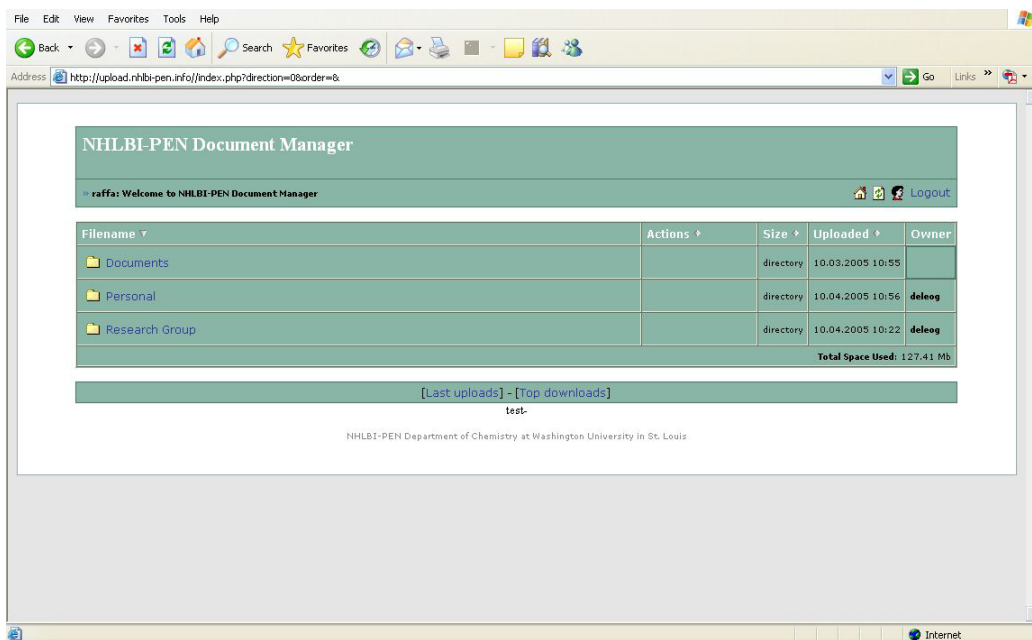 File Edit View Favorites Tools Help
Back Search Favorites
Address http://upload.nhlbi-pen.info//index.php?direction=0&order=& Go Links »
NHLBI-PEN Document Manager
» raffa: Welcome to NHLBI-PEN Document Manager Logout
Filename Actions Size Uploaded Owner
Documents directory 10.03.2005 10:55
Personal directory 10.04.2005 10:56 deleog
Research Group directory 10.04.2005 10:22 deleog
Total Space Used: 127.41 Mb
[Last uploads] - [Top downloads]
test-
NHLBI-PEN Department of Chemistry at Washington University in St. Louis
Internet